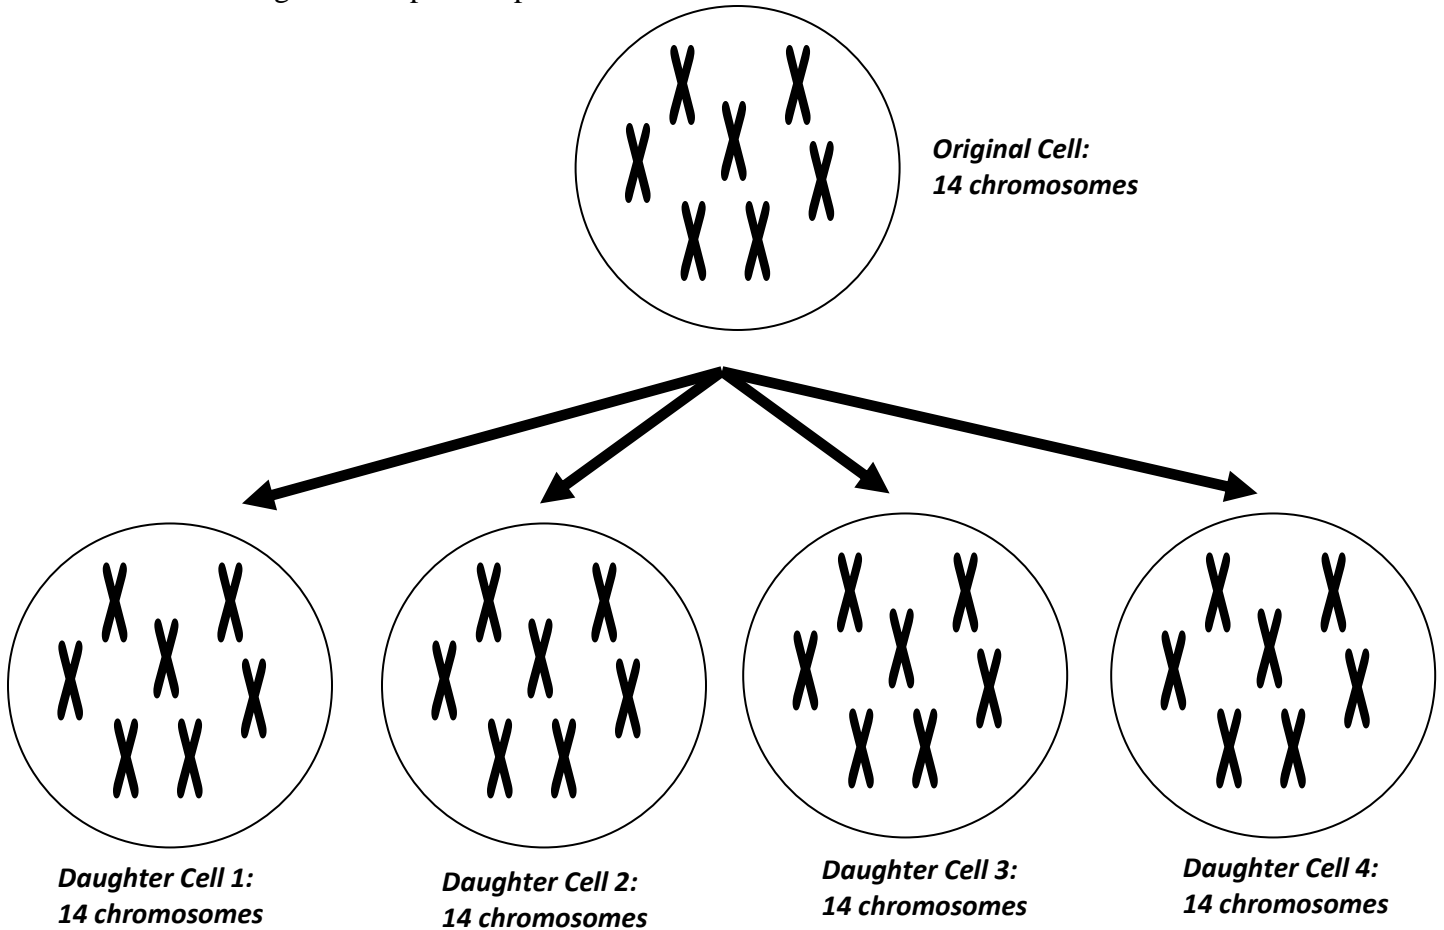 Original Cell:
14 chromosomes
Daughter Cell 1:
14 chromosomes
Daughter Cell 2:
14 chromosomes
Daughter Cell 3:
14 chromosomes
Daughter Cell 4:
14 chromosomes